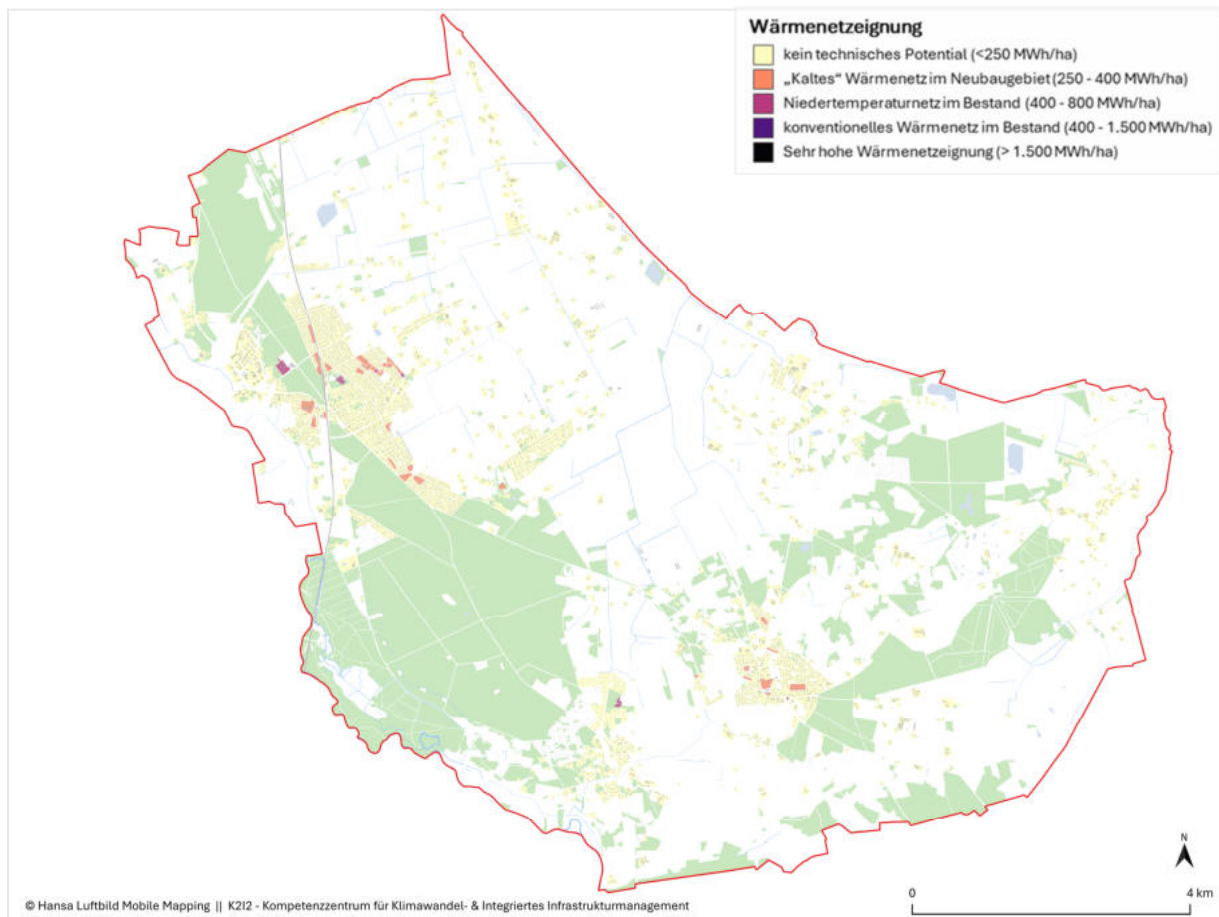 Wärmenetzeignung
kein technisches Potential (<250 MWh/ha)
„Kaltes“ Wärmenetz im Neubaugebiet (250 - 400 MWh/ha)
Niedertemperaturnetz im Bestand (400 - 800 MWh/ha)
konventionelles Wärmenetz im Bestand (400 - 1.500 MWh/ha)
Sehr hohe Wärmenetzeignung (> 1.500 MWh/ha)
N
0 4 km
© Hansa Luftbild Mobile Mapping || K2I2 - Kompetenzzentrum für Klimawandel- & Integriertes Infrastrukturmanagement